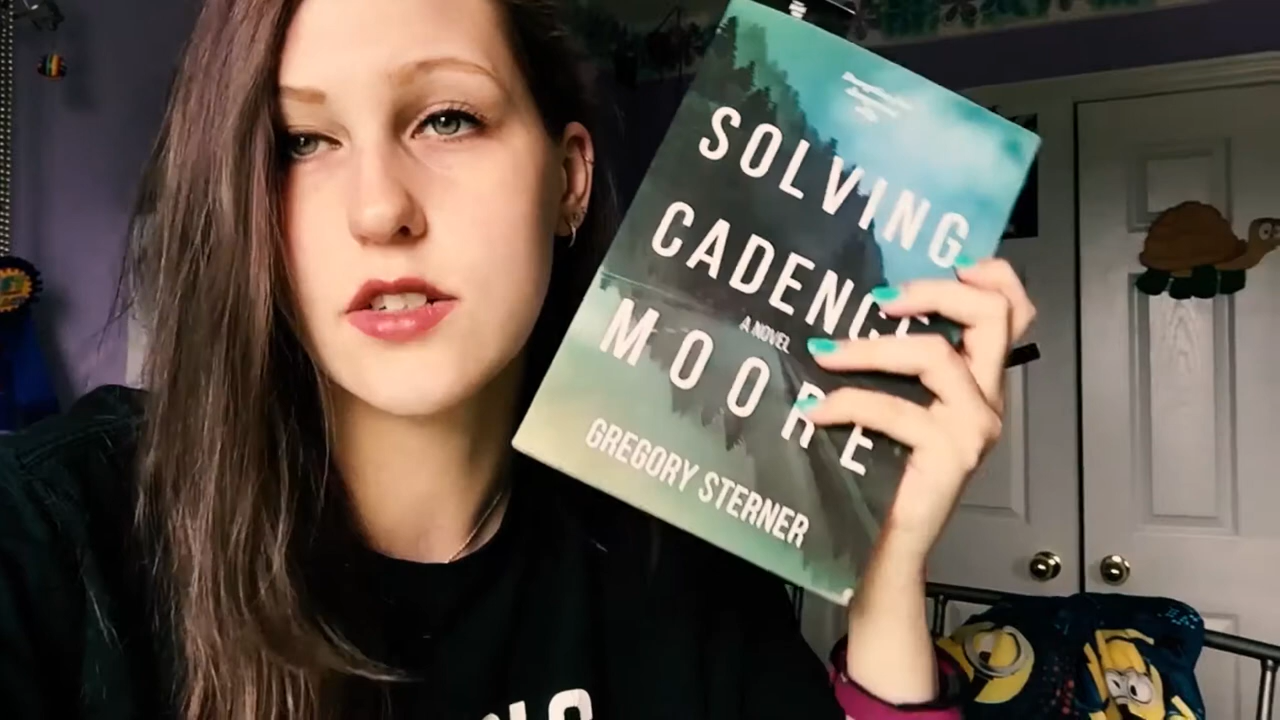 SOLVING
CADENCE
A NOVEL
MOORE
GREGORY STERNER